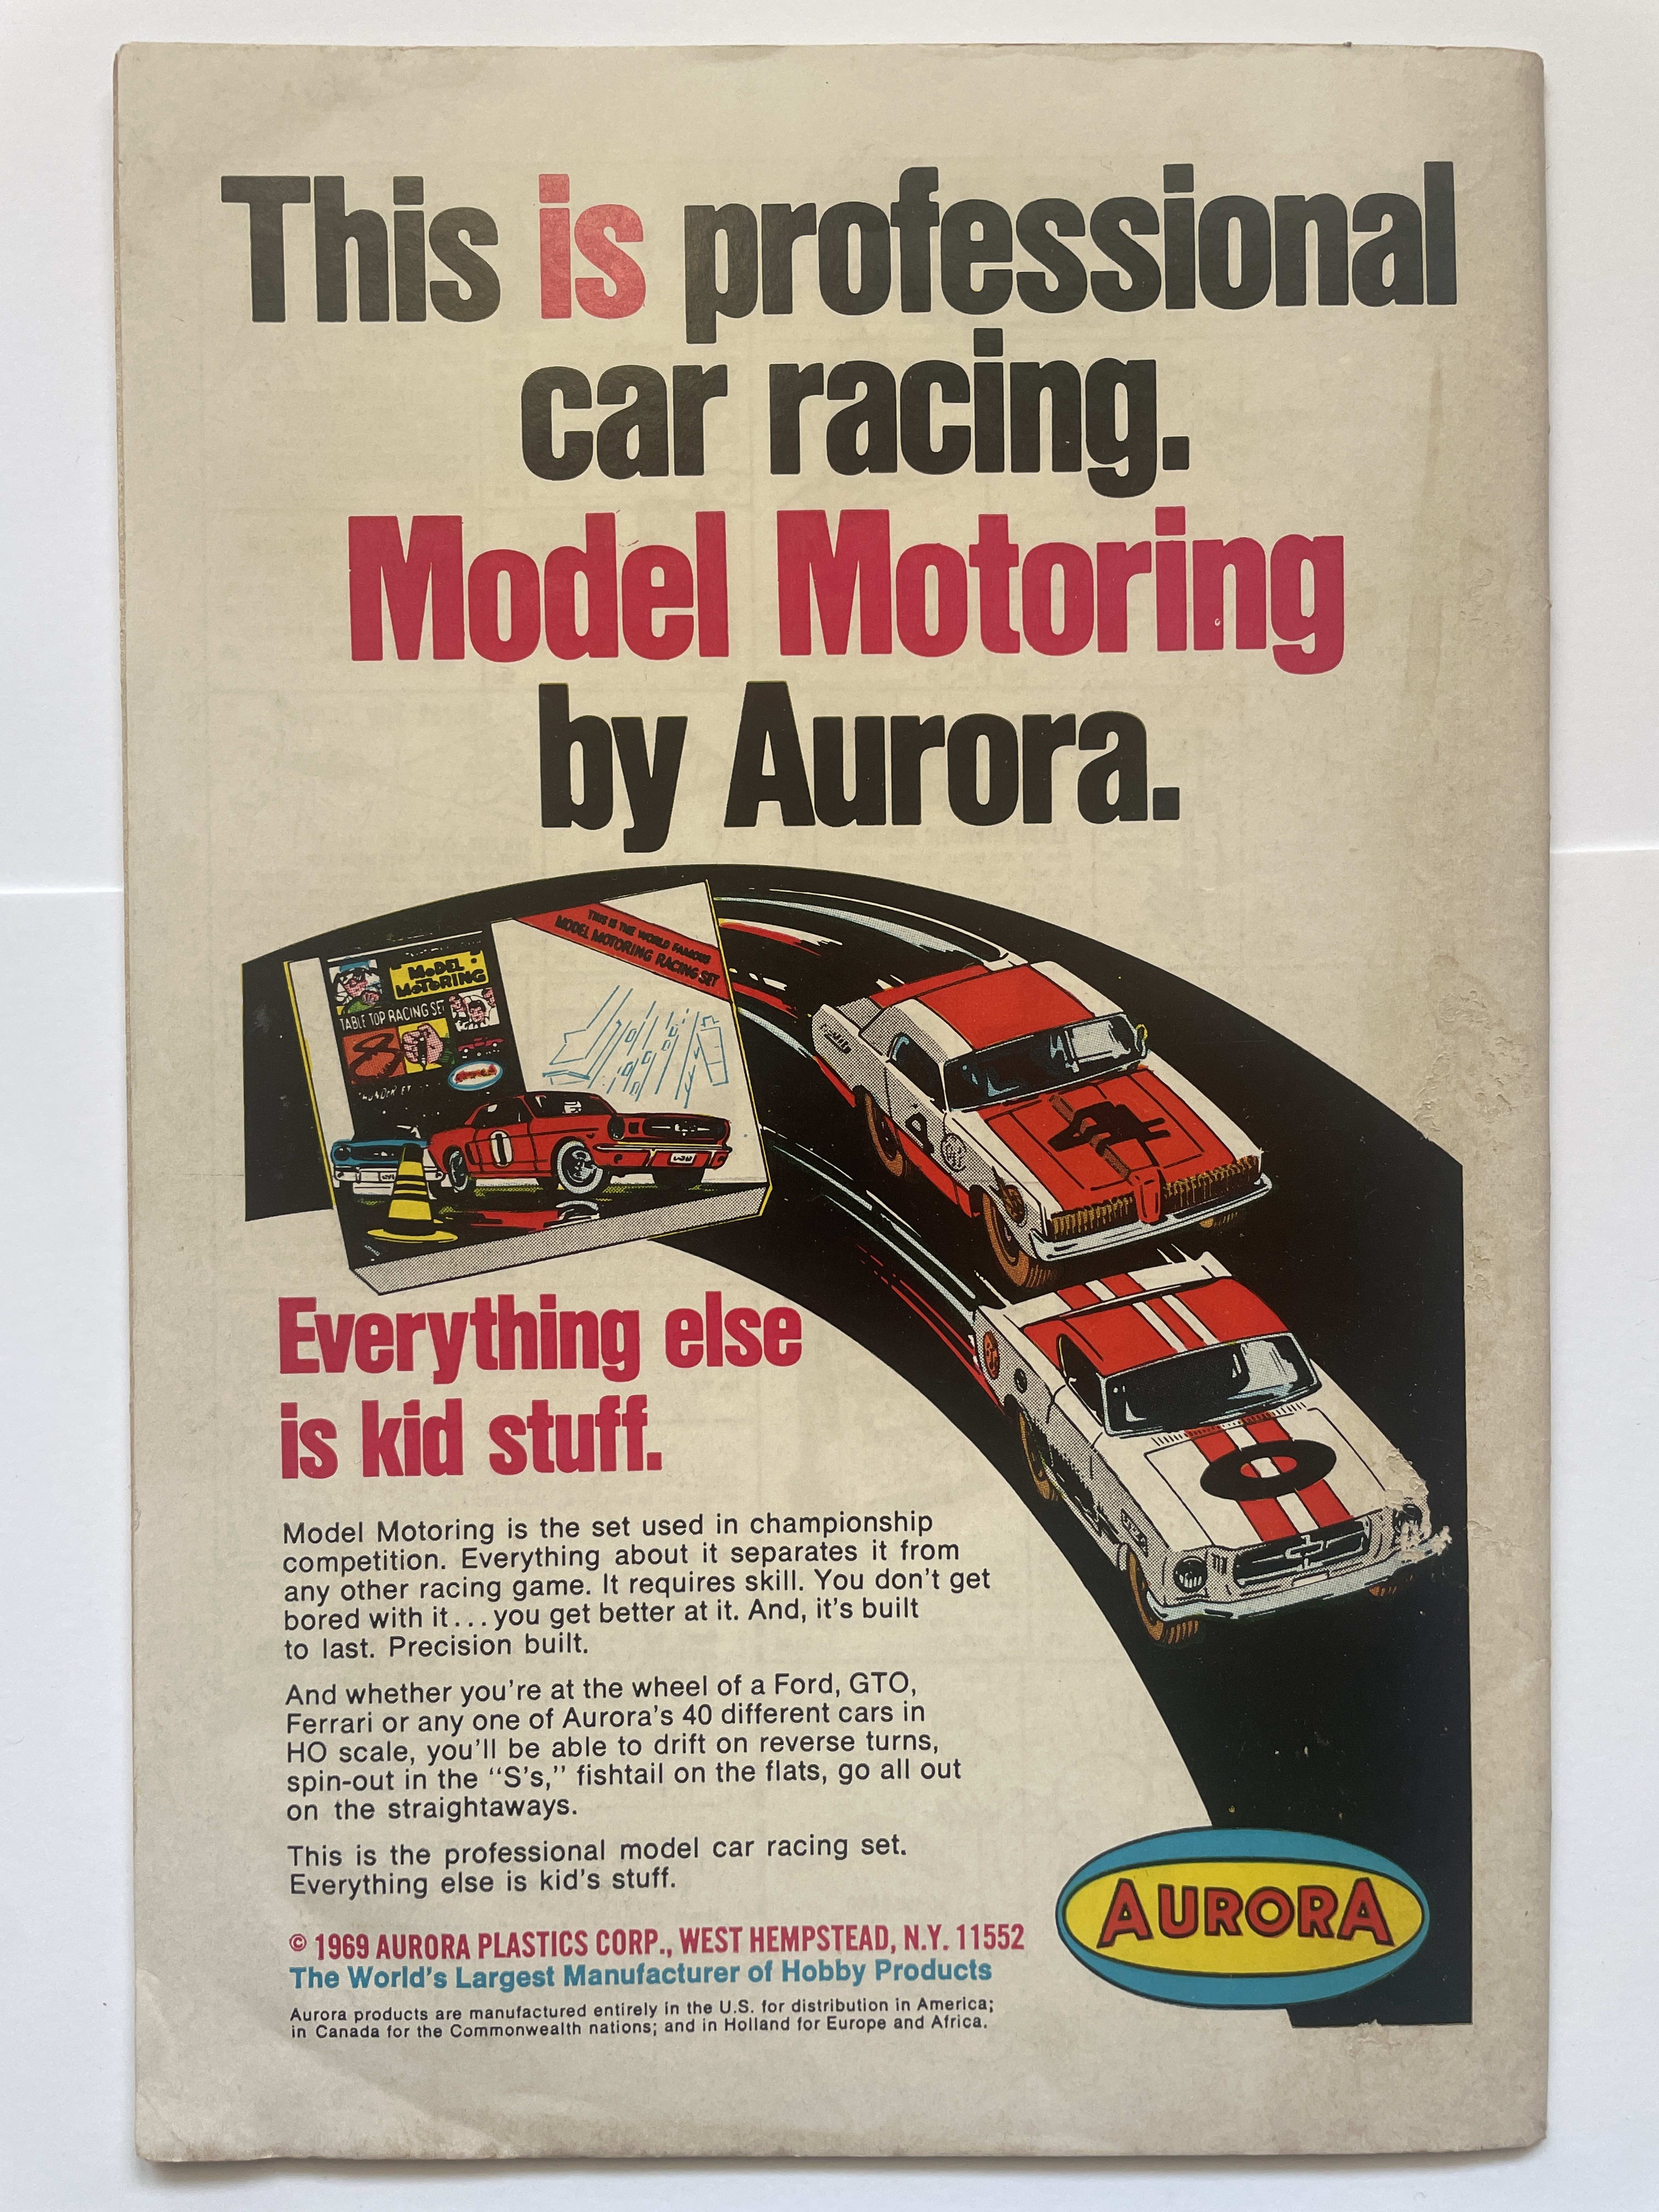 This is professional
car racing.
Model Motoring
by Aurora.
THIS IS THE WORLD FAMOUS
MODEL MOTORING RACING SET
MODEL
MOTORING
TABLE TOP RACING SET
AURORA
1
4
0
Everything else
is kid stuff.
Model Motoring is the set used in championship
competition. Everything about it separates it from
any other racing game. It requires skill. You don't get
bored with it...you get better at it. And, it's built
to last. Precision built.
And whether you're at the wheel of a Ford, GTO,
Ferrari or any one of Aurora's 40 different cars in
HO scale, you'll be able to drift on reverse turns,
spin-out in the "S's," fishtail on the flats, go all out
on the straightaways.
This is the professional model car racing set.
Everything else is kid's stuff.
© 1969 AURORA PLASTICS CORP., WEST HEMPSTEAD, N.Y. 11552
The World's Largest Manufacturer of Hobby Products
Aurora products are manufactured entirely in the U.S. for distribution in America;
in Canada for the Commonwealth nations; and in Holland for Europe and Africa.
AURORA